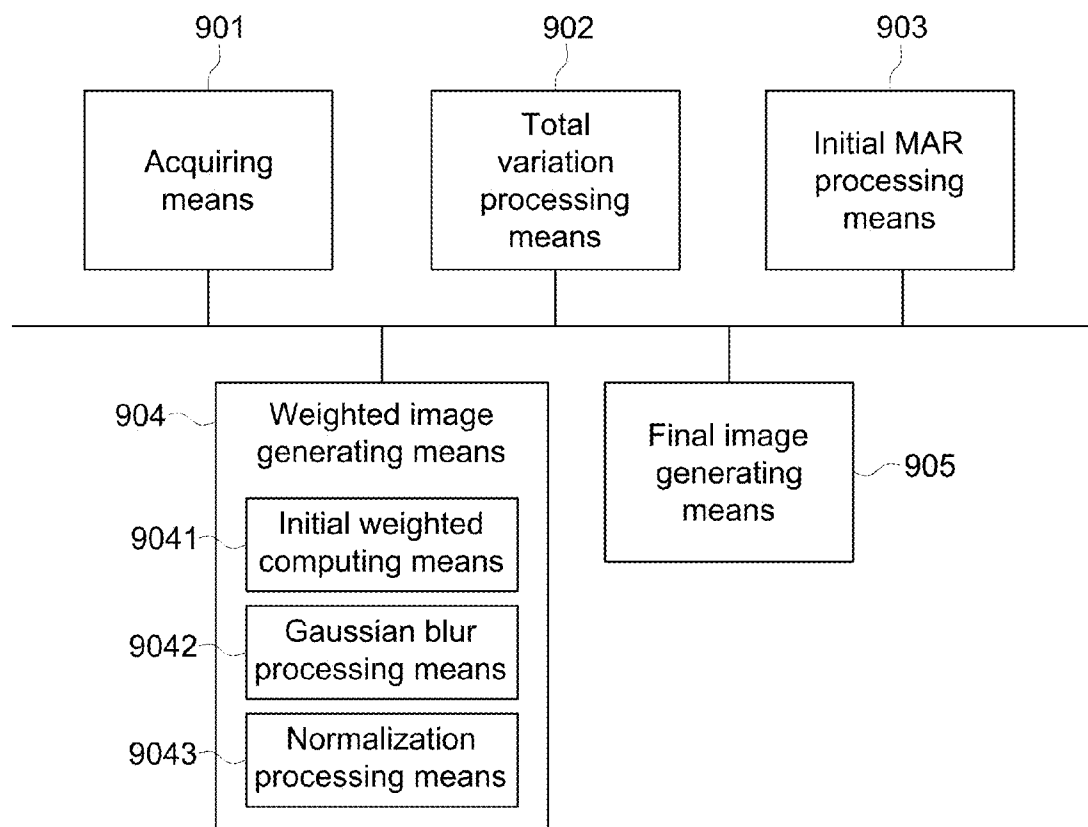 901
902
903
Acquiring
means
Total
variation
processing
means
Initial MAR
processing
means
904
Weighted image
generating means
Final image
generating
means
905
9041
Initial weighted
computing means
9042
Gaussian blur
processing means
9043
Normalization
processing means